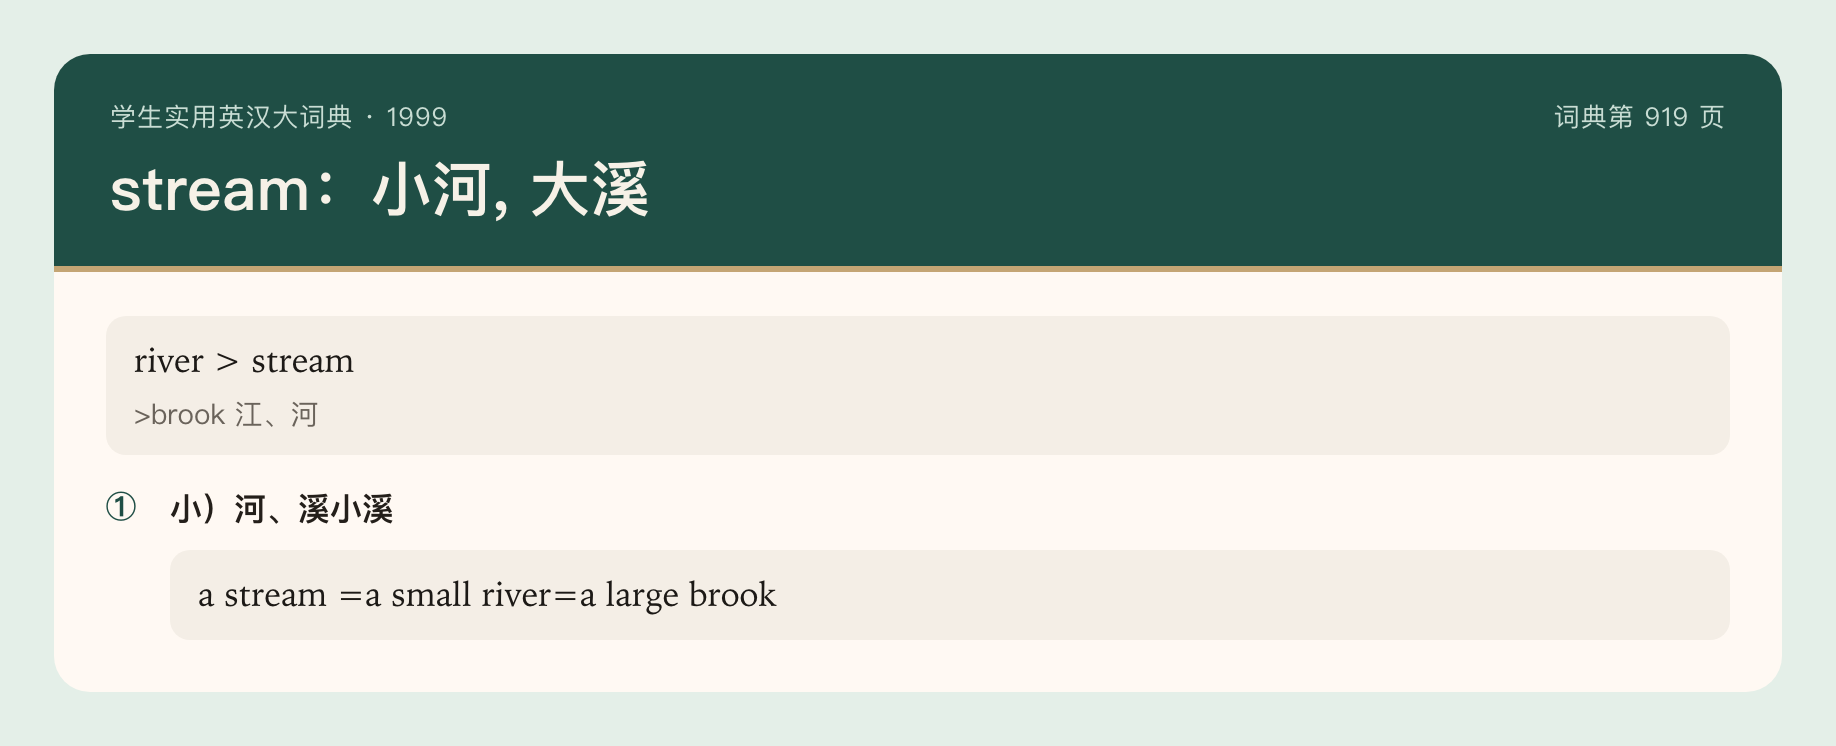 学生实用英汉大词典 · 1999
词典第 919 页
stream：小河, 大溪
river > stream
>brook 江、河
① 小）河、溪小溪
a stream =a small river=a large brook